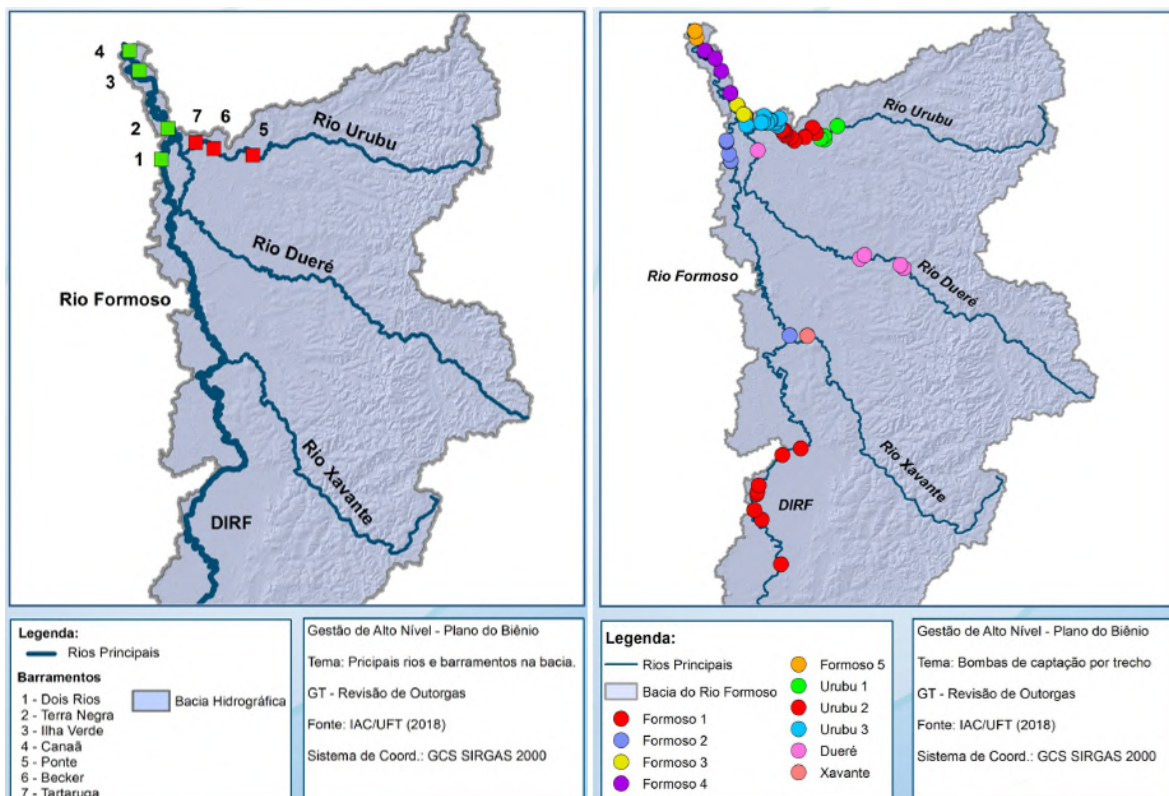 4
3
2
7
6
5
1
Rio Urubu
Rio Dueré
Rio Formoso
Rio Xavante
DIRF
Legenda:
Rios Principais
Barramentos
1 - Dois Rios
2 - Terra Negra
3 - Ilha Verde
4 - Canaã
5 - Ponte
6 - Becker
7 - Tartaruga
Bacia Hidrográfica
Gestão de Alto Nível - Plano do Biênio
Tema: Pricipais rios e barramentos na bacia.
GT - Revisão de Outorgas
Fonte: IAC/UFT (2018)
Sistema de Coord.: GCS SIRGAS 2000
Rio Urubu
Rio Formoso
Rio Dueré
Rio Xavante
DIRF
Legenda:
Rios Principais
Bacia do Rio Formoso
Formoso 1
Formoso 2
Formoso 3
Formoso 4
Formoso 5
Urubu 1
Urubu 2
Urubu 3
Dueré
Xavante
Gestão de Alto Nível - Plano do Biênio
Tema: Bombas de captação por trecho
GT - Revisão de Outorgas
Fonte: IAC/UFT (2018)
Sistema de Coord.: GCS SIRGAS 2000